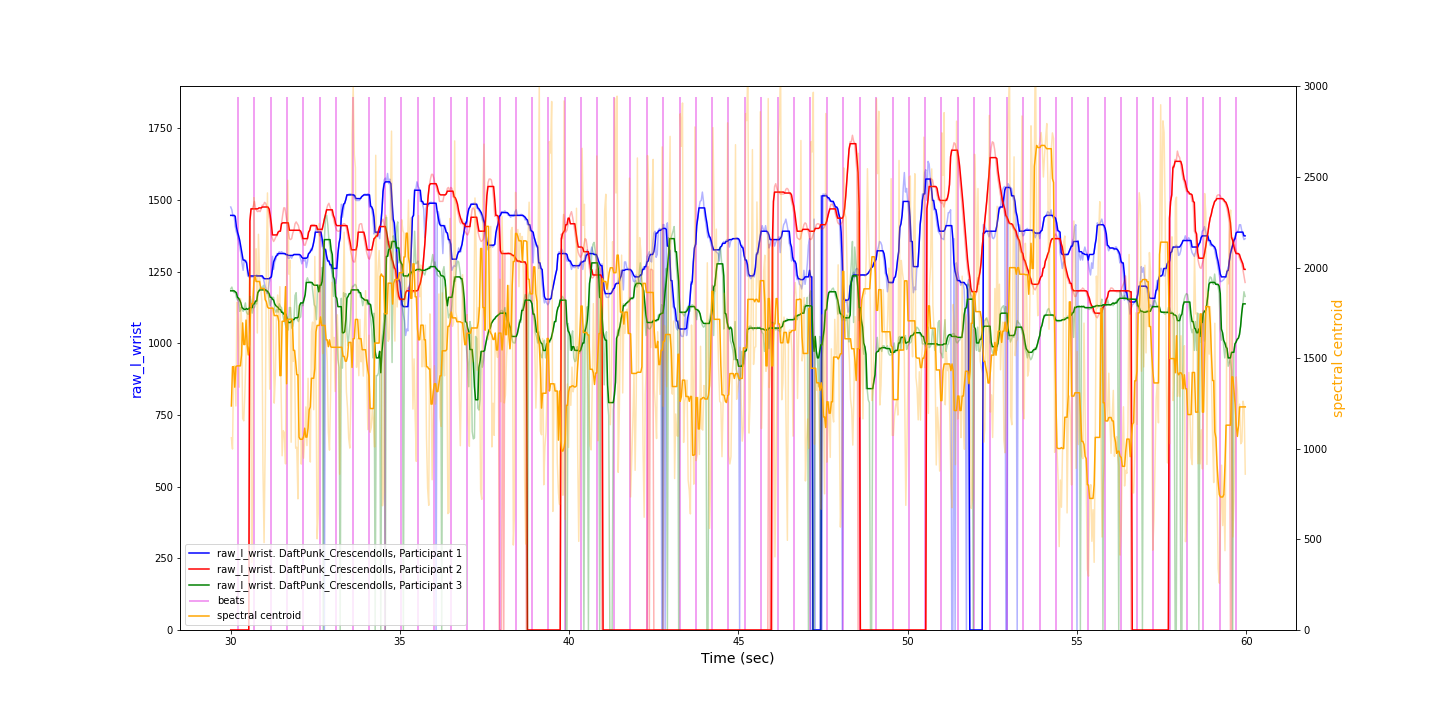 3000
1750
2500
1500
1250
2000
1000
1500
750
1000
500
500
250
0
0
raw_l_wrist
spectral centroid
raw_l_wrist. DaftPunk_Crescendolls, Participant 1
raw_l_wrist. DaftPunk_Crescendolls, Participant 2
raw_l_wrist. DaftPunk_Crescendolls, Participant 3
beats
spectral centroid
30 35 40 45 50 55 60
Time (sec)